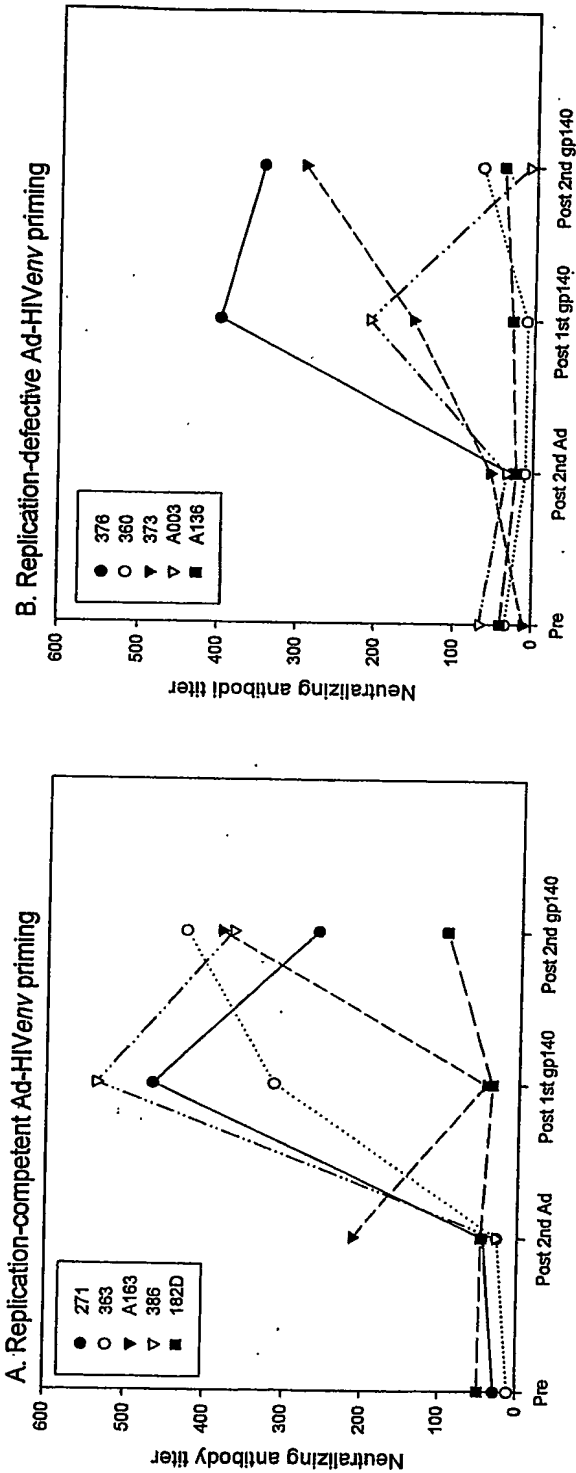 A. Replication-competent Ad-HIVenv priming
Neutralizing antibody titer
600
500
400
300
200
100
0
271
363
A163
386
182D
Pre
Post 2nd Ad
Post 1st gp140
Post 2nd gp140
B. Replication-defective Ad-HIVenv priming
Neutralizing antibodi titer
600
500
400
300
200
100
0
376
360
373
A003
A136
Pre
Post 2nd Ad
Post 1st gp140
Post 2nd gp140